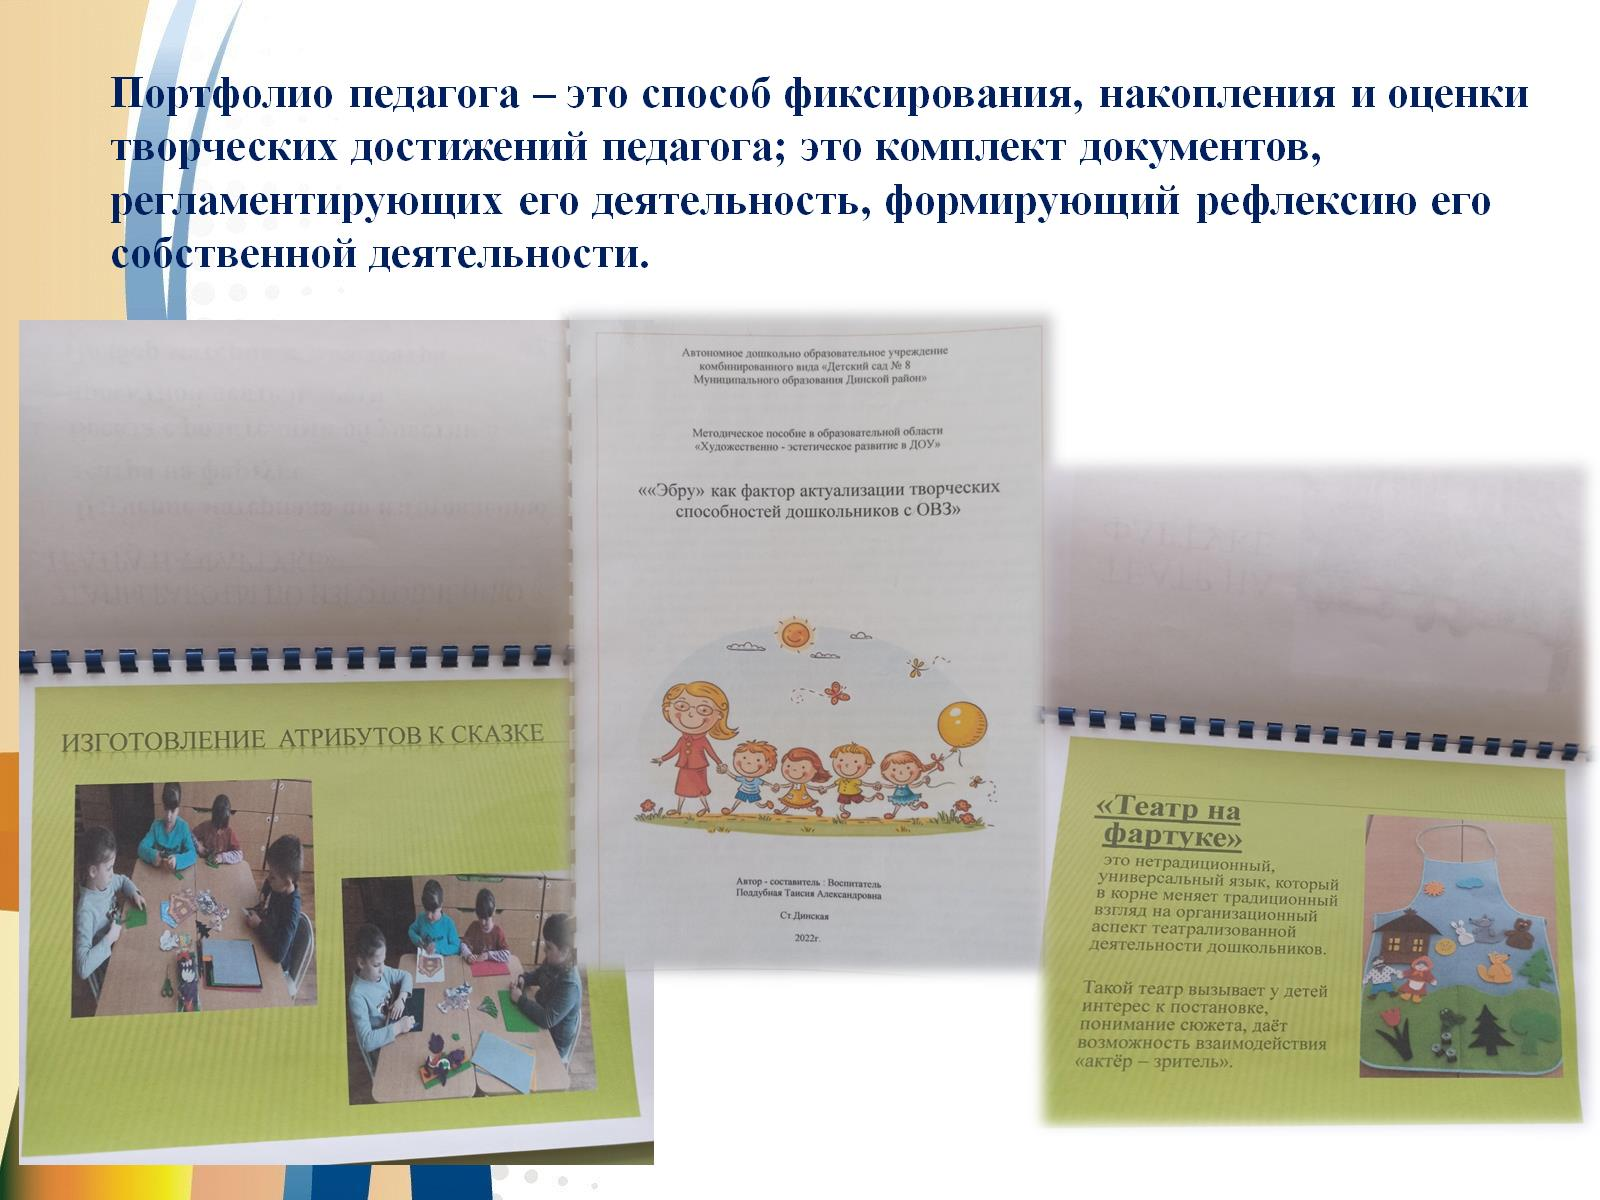 Портфолио педагога – это способ фиксирования, накопления и оценки
творческих достижений педагога; это комплект документов,
регламентирующих его деятельность, формирующий рефлексию его
собственной деятельности.
ИЗГОТОВЛЕНИЕ АТРИБУТОВ К СКАЗКЕ
Автономное дошкольно образовательное учреждение
комбинированного вида «Детский сад № 8
Муниципального образования Динской район»
Методическое пособие в образовательной области
«Художественно - эстетическое развитие в ДОУ»
««Эбру» как фактор актуализации творческих
способностей дошкольников с ОВЗ»
Автор - составитель : Воспитатель
Поддубная Таисия Александровна
Ст.Динская
2022г.
«Театр на
фартуке»
это нетрадиционный,
универсальный язык, который
в корне меняет традиционный
взгляд на организационный
аспект театрализованной
деятельности дошкольников.
Такой театр вызывает у детей
интерес к постановке,
понимание сюжета, даёт
возможность взаимодействия
«актёр – зритель».